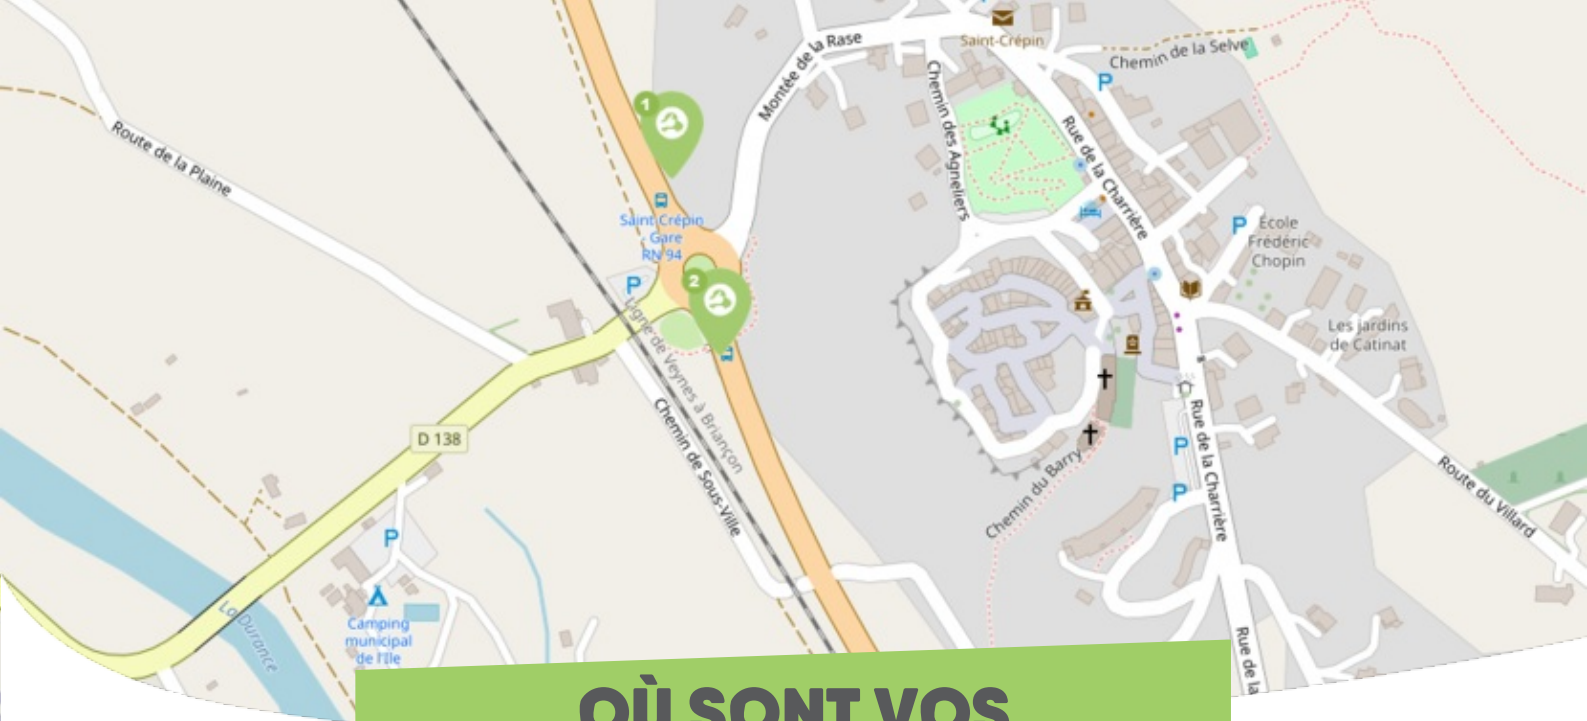 Saint-Crépin
Montée de la Rase
Chemin de la Selve
P
Chemin des Agneliers
Rue de la Charrière
1
Route de la Plaine
Saint Crépin
- Gare
RN 94
P
École
Frédéric
Chopin
2
P
Ligne de Veynes à Briançon
Les jardins
de Catinat
Chemin de Sous-Ville
D 138
P
P
Rue de la Charrière
Chemin du Barry
Route du Villard
P
La Durance
Camping
municipal
de l'Ile
Rue de la
OÙ SONT VOS